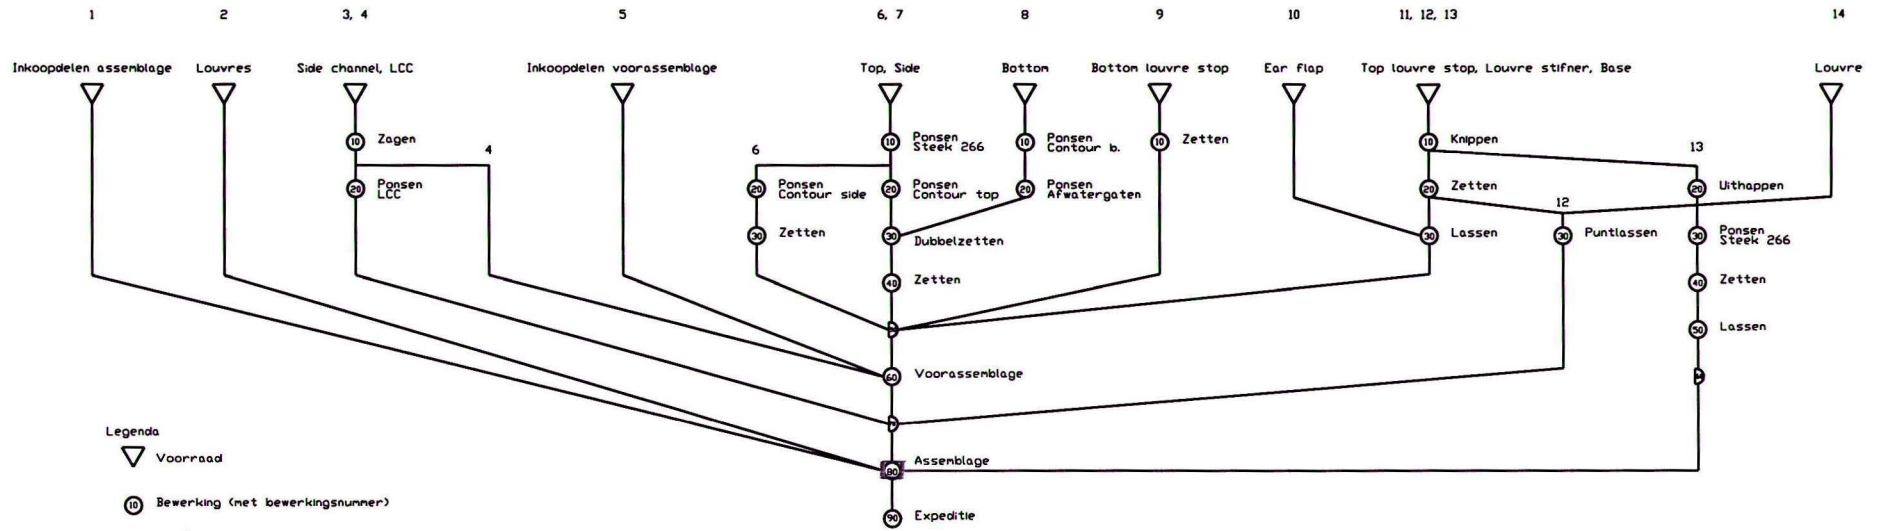 1 2 3, 4 5 6, 7 8 9 10 11, 12, 13 14
Inkoopdelen assemblage Louvres Side channel, LCC Inkoopdelen voorassemblage Top, Side Bottom Bottom louvre stop Ear flap Top louvre stop, Louvre stifner, Base Louvre
10 Zagen
10 Ponsen
Steek 266
10 Ponsen
Contour b.
10 Zetten
10 Knippen
4
6
13
20 Ponsen
LCC
20 Ponsen
Contour side
20 Ponsen
Contour top
20 Ponsen
Afwatergaten
20 Zetten
20 Uithappen
12
30 Zetten
30 Dubbelzetten
30 Lassen
30 Puntlassen
30 Ponsen
Steek 266
40 Zetten
40 Zetten
50 Lassen
60 Voorassemblage
Legenda
Voorraad
80 Assemblage
10 Bewerking (met bewerkingsnummer)
90 Expeditie